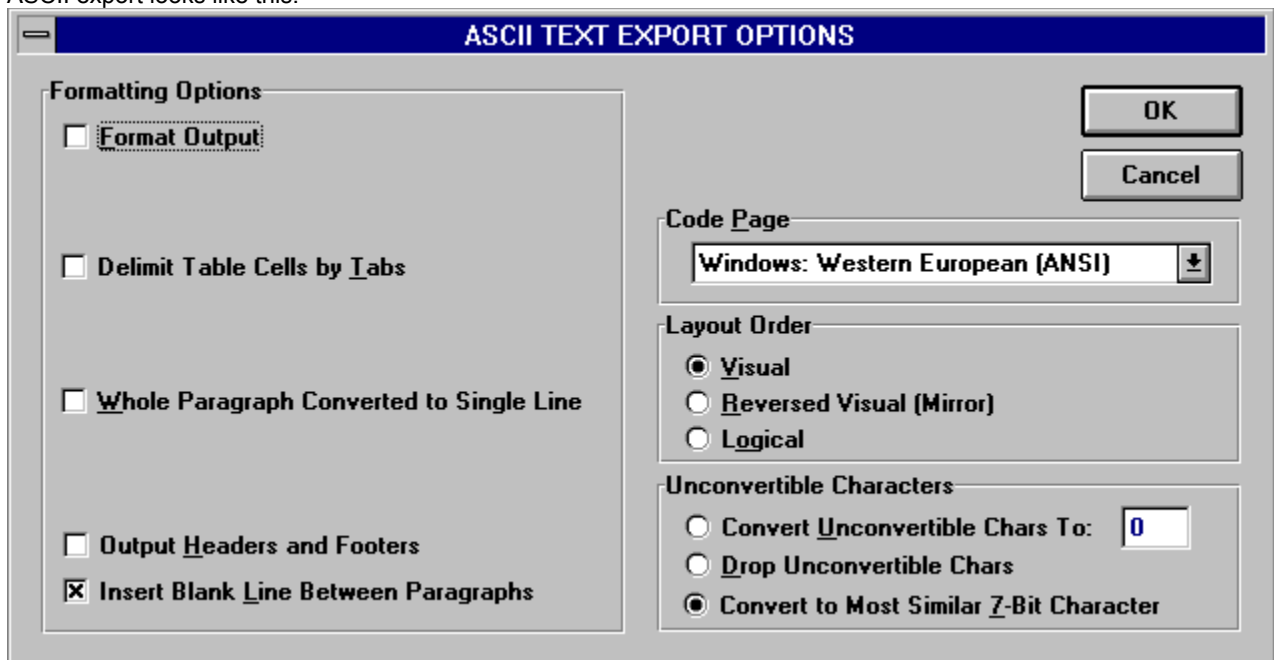 ASCII export looks like this:
ASCII TEXT EXPORT OPTIONS
Formatting Options
Format Output
Delimit Table Cells by Tabs
Whole Paragraph Converted to Single Line
Output Headers and Footers
Insert Blank Line Between Paragraphs
OK
Cancel
Code Page
Windows: Western European (ANSI)
Layout Order
Visual
Reversed Visual (Mirror)
Logical
Unconvertible Characters
Convert Unconvertible Chars To: 0
Drop Unconvertible Chars
Convert to Most Similar 7-Bit Character